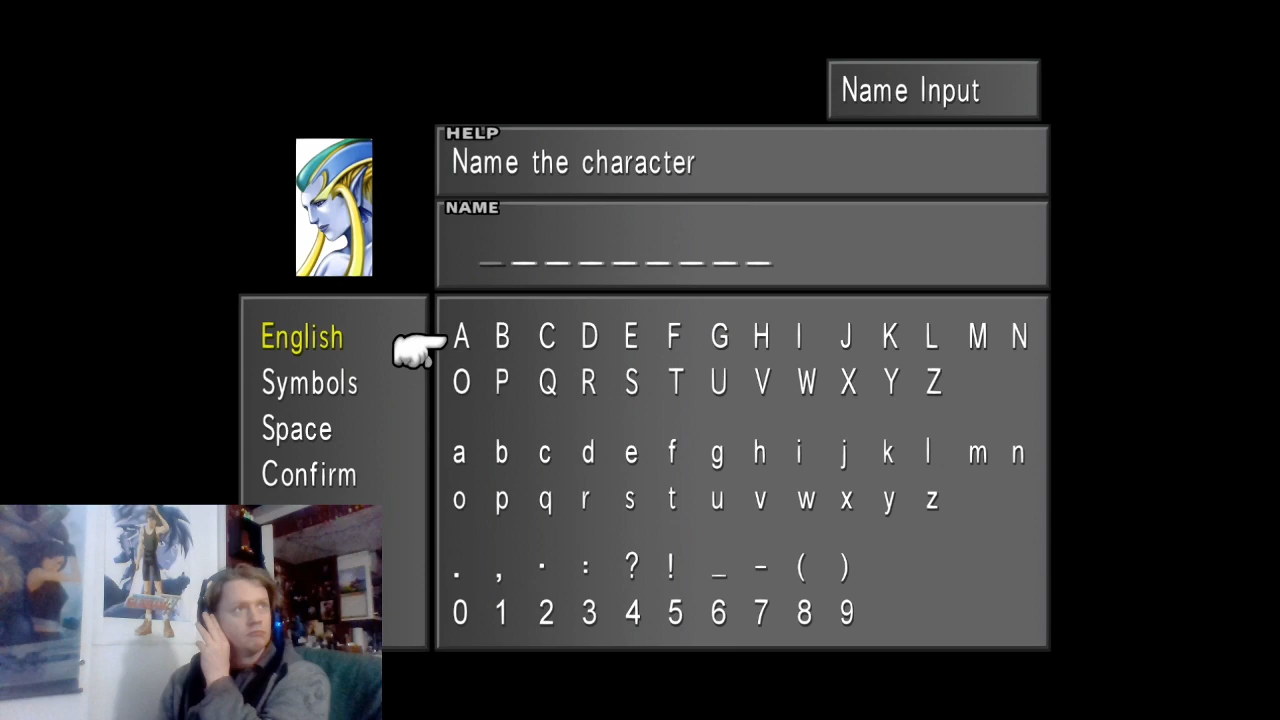 Name Input
HELP
Name the character
NAME
English
Symbols
Space
Confirm
A B C D E F G H I J K L M N
O P Q R S T U V W X Y Z
a b c d e f g h i j k l m n
o p q r s t u v w x y z
. , · : ? ! _ - ( )
0 1 2 3 4 5 6 7 8 9